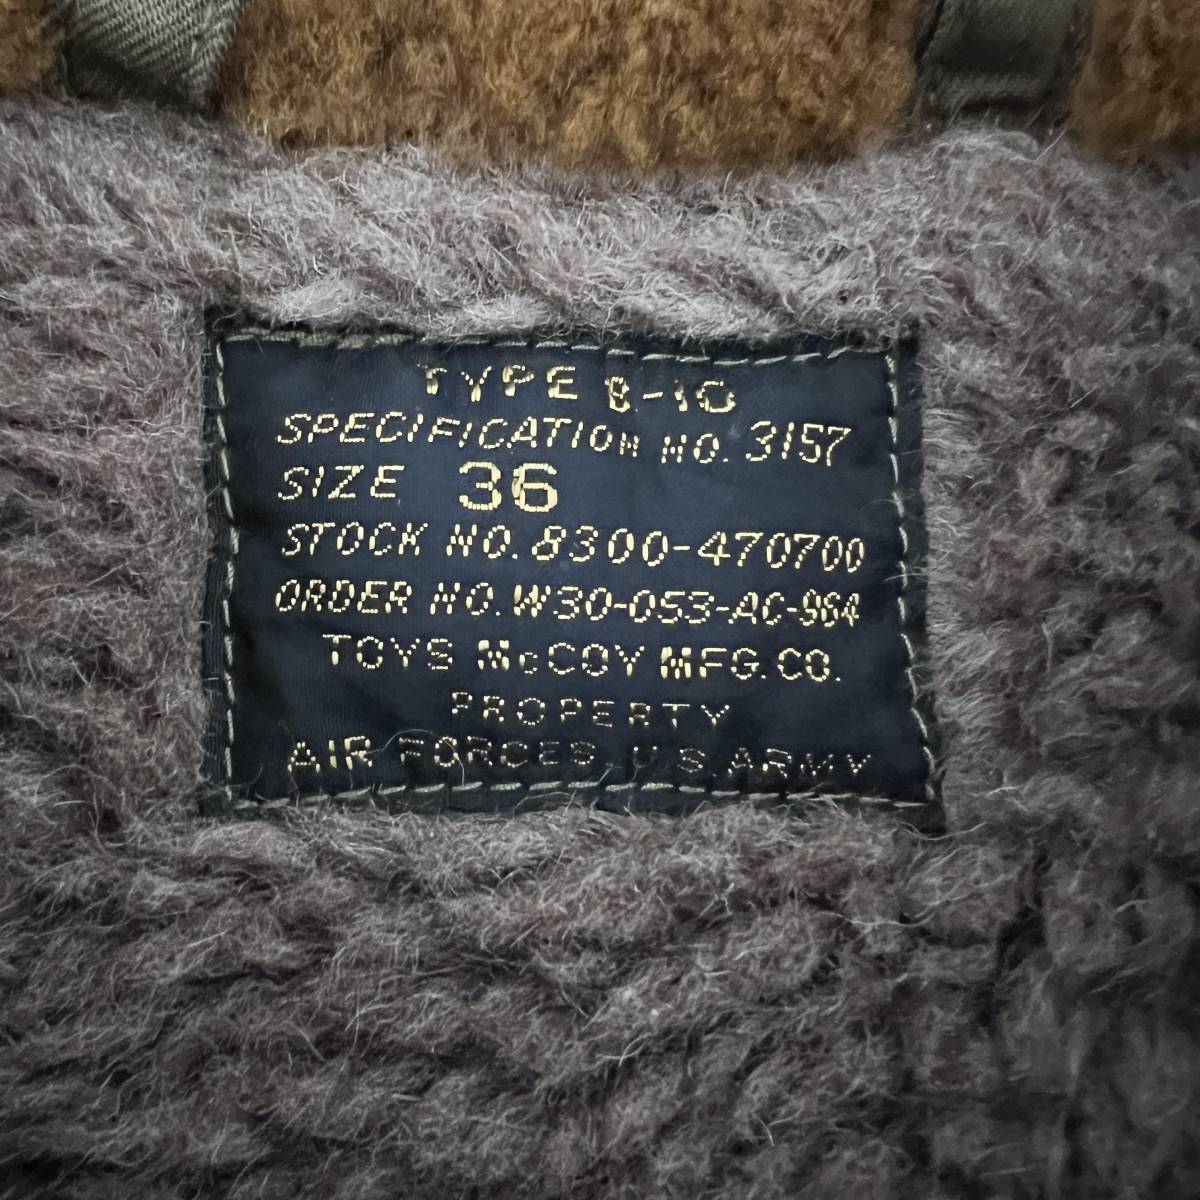 TYPE B-10
SPECIFICATION NO. 3157
SIZE 36
STOCK NO. 8300-470700
ORDER NO. W30-053-AC-964
TOYS McCOY MFG. CO.
PROPERTY
AIR FORCES U.S. ARMY